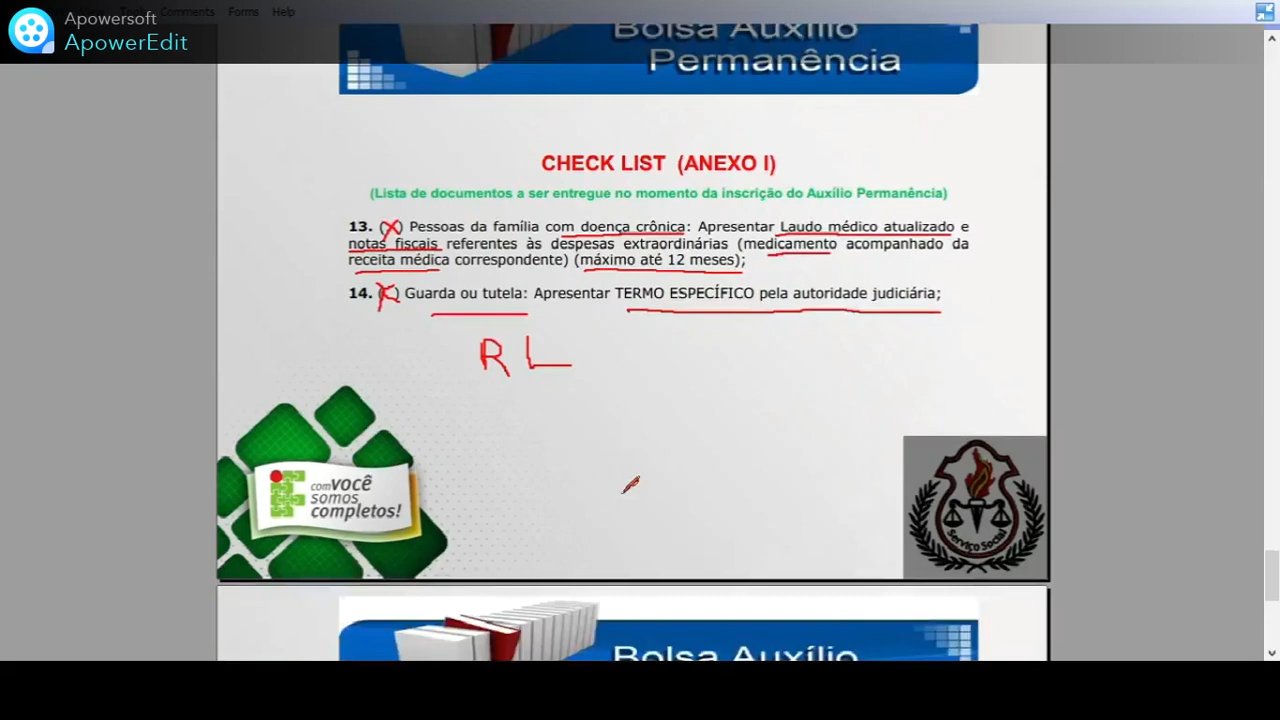 Comments Forms Help
Apowersoft
ApowerEdit
Bolsa Auxílio
Permanência
CHECK LIST (ANEXO I)
(Lista de documentos a ser entregue no momento da inscrição do Auxílio Permanência)
13. (X) Pessoas da família com doença crônica: Apresentar Laudo médico atualizado e
notas fiscais referentes às despesas extraordinárias (medicamento acompanhado da
receita médica correspondente) (máximo até 12 meses);
14. (X) Guarda ou tutela: Apresentar TERMO ESPECÍFICO pela autoridade judiciária;
R L
com você
somos
completos!
Serviço Social
Bolsa Auxílio